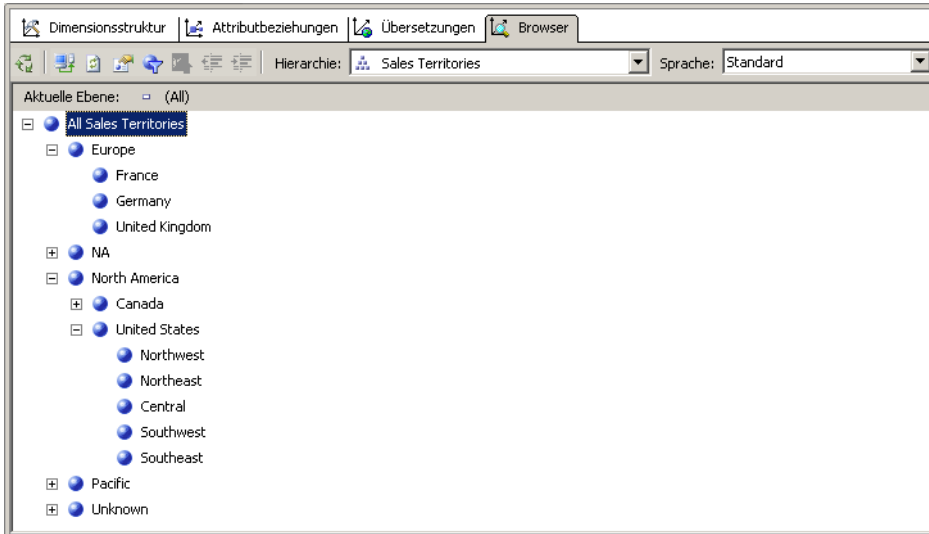 Dimensionsstruktur Attributbeziehungen Übersetzungen Browser
Hierarchie: Sales Territories Sprache: Standard
Aktuelle Ebene: (All)
All Sales Territories
Europe
France
Germany
United Kingdom
NA
North America
Canada
United States
Northwest
Northeast
Central
Southwest
Southeast
Pacific
Unknown